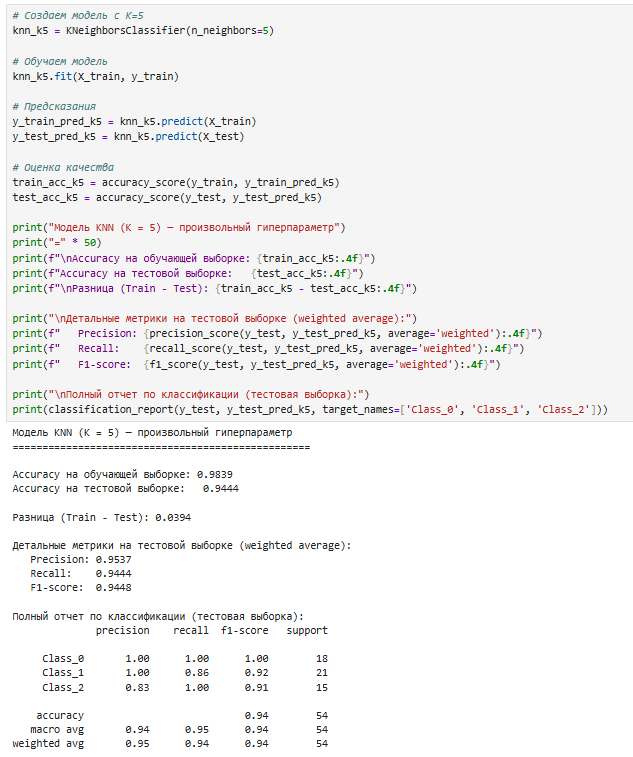 # Создаем модель с K=5
knn_k5 = KNeighborsClassifier(n_neighbors=5)
# Обучаем модель
knn_k5.fit(X_train, y_train)
# Предсказания
y_train_pred_k5 = knn_k5.predict(X_train)
y_test_pred_k5 = knn_k5.predict(X_test)
# Оценка качества
train_acc_k5 = accuracy_score(y_train, y_train_pred_k5)
test_acc_k5 = accuracy_score(y_test, y_test_pred_k5)
print("Модель KNN (K = 5) — произвольный гиперпараметр")
print("=" * 50)
print(f"\nAccuracy на обучающей выборке: {train_acc_k5:.4f}")
print(f"Accuracy на тестовой выборке:   {test_acc_k5:.4f}")
print(f"\nРазница (Train - Test): {train_acc_k5 - test_acc_k5:.4f}")
print("\nДетальные метрики на тестовой выборке (weighted average):")
print(f"   Precision: {precision_score(y_test, y_test_pred_k5, average='weighted'):.4f}")
print(f"   Recall:    {recall_score(y_test, y_test_pred_k5, average='weighted'):.4f}")
print(f"   F1-score:  {f1_score(y_test, y_test_pred_k5, average='weighted'):.4f}")
print("\nПолный отчет по классификации (тестовая выборка):")
print(classification_report(y_test, y_test_pred_k5, target_names=['Class_0', 'Class_1', 'Class_2']))
Модель KNN (K = 5) — произвольный гиперпараметр
==================================================
Accuracy на обучающей выборке: 0.9839
Accuracy на тестовой выборке:   0.9444
Разница (Train - Test): 0.0394
Детальные метрики на тестовой выборке (weighted average):
   Precision: 0.9537
   Recall:    0.9444
   F1-score:  0.9448
Полный отчет по классификации (тестовая выборка):
              precision    recall  f1-score   support
     Class_0       1.00      1.00      1.00        18
     Class_1       1.00      0.86      0.92        21
     Class_2       0.83      1.00      0.91        15
    accuracy                           0.94        54
   macro avg       0.94      0.95      0.94        54
weighted avg       0.95      0.94      0.94        54